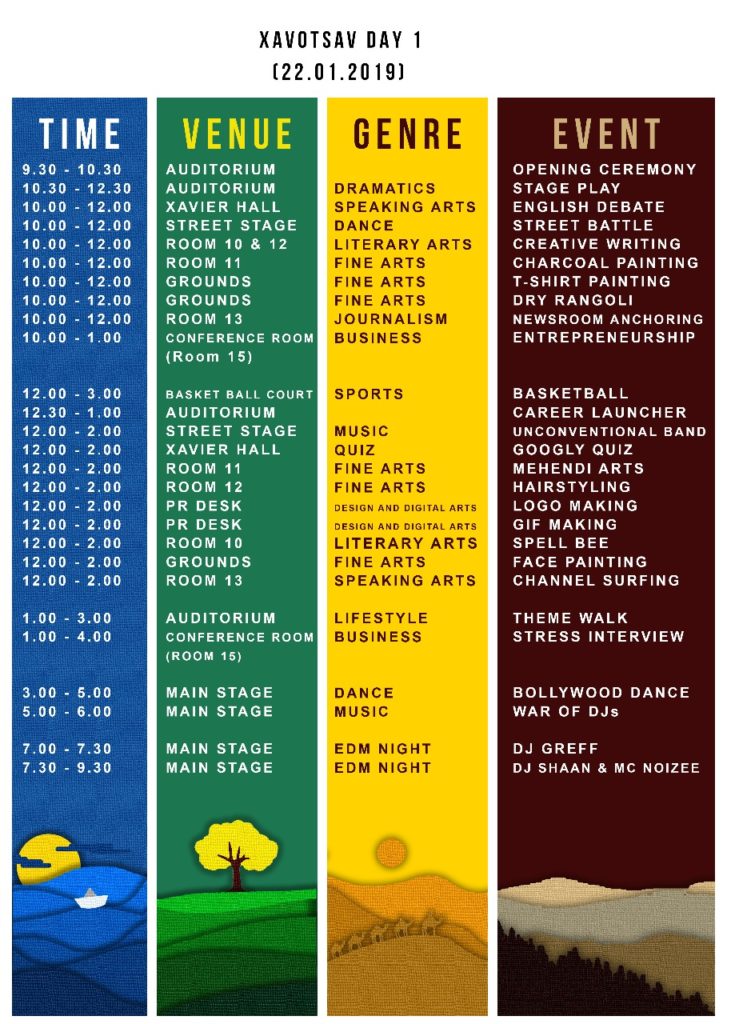 XAVOTSAV DAY 1
(22.01.2019)
TIME VENUE GENRE EVENT
9.30 - 10.30 AUDITORIUM OPENING CEREMONY
10.30 - 12.30 AUDITORIUM DRAMATICS STAGE PLAY
10.00 - 12.00 XAVIER HALL SPEAKING ARTS ENGLISH DEBATE
10.00 - 12.00 STREET STAGE DANCE STREET BATTLE
10.00 - 12.00 ROOM 10 & 12 LITERARY ARTS CREATIVE WRITING
10.00 - 12.00 ROOM 11 FINE ARTS CHARCOAL PAINTING
10.00 - 12.00 GROUNDS FINE ARTS T-SHIRT PAINTING
10.00 - 12.00 GROUNDS FINE ARTS DRY RANGOLI
10.00 - 12.00 ROOM 13 JOURNALISM NEWSROOM ANCHORING
10.00 - 1.00 CONFERENCE ROOM BUSINESS ENTREPRENEURSHIP
(Room 15)
12.00 - 3.00 BASKET BALL COURT SPORTS BASKETBALL
12.30 - 1.00 AUDITORIUM CAREER LAUNCHER
12.00 - 2.00 STREET STAGE MUSIC UNCONVENTIONAL BAND
12.00 - 2.00 XAVIER HALL QUIZ GOOGLY QUIZ
12.00 - 2.00 ROOM 11 FINE ARTS MEHENDI ARTS
12.00 - 2.00 ROOM 12 FINE ARTS HAIRSTYLING
12.00 - 2.00 PR DESK DESIGN AND DIGITAL ARTS LOGO MAKING
12.00 - 2.00 PR DESK DESIGN AND DIGITAL ARTS GIF MAKING
12.00 - 2.00 ROOM 10 LITERARY ARTS SPELL BEE
12.00 - 2.00 GROUNDS FINE ARTS FACE PAINTING
12.00 - 2.00 ROOM 13 SPEAKING ARTS CHANNEL SURFING
1.00 - 3.00 AUDITORIUM LIFESTYLE THEME WALK
1.00 - 4.00 CONFERENCE ROOM BUSINESS STRESS INTERVIEW
(ROOM 15)
3.00 - 5.00 MAIN STAGE DANCE BOLLYWOOD DANCE
5.00 - 6.00 MAIN STAGE MUSIC WAR OF DJs
7.00 - 7.30 MAIN STAGE EDM NIGHT DJ GREFF
7.30 - 9.30 MAIN STAGE EDM NIGHT DJ SHAAN & MC NOIZEE